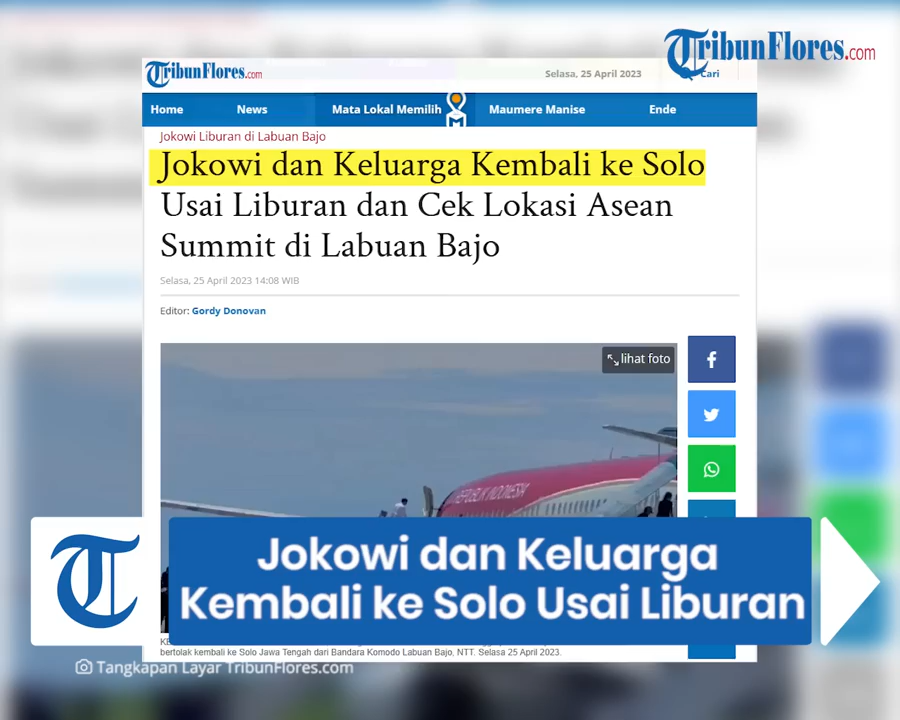 TribunFlores.com
TribunFlores.com
Selasa, 25 April 2023
Cari
Home News Mata Lokal Memilih Maumere Manise Ende
Jokowi Liburan di Labuan Bajo
Jokowi dan Keluarga Kembali ke Solo
Usai Liburan dan Cek Lokasi Asean
Summit di Labuan Bajo
Selasa, 25 April 2023 14:08 WIB
Editor: Gordy Donovan
lihat foto
REPUBLIK INDONESIA
Jokowi dan Keluarga
Kembali ke Solo Usai Liburan
bertolak kembali ke Solo Jawa Tengah dari Bandara Komodo Labuan Bajo, NTT. Selasa 25 April 2023.
Tangkapan Layar TribunFlores.com